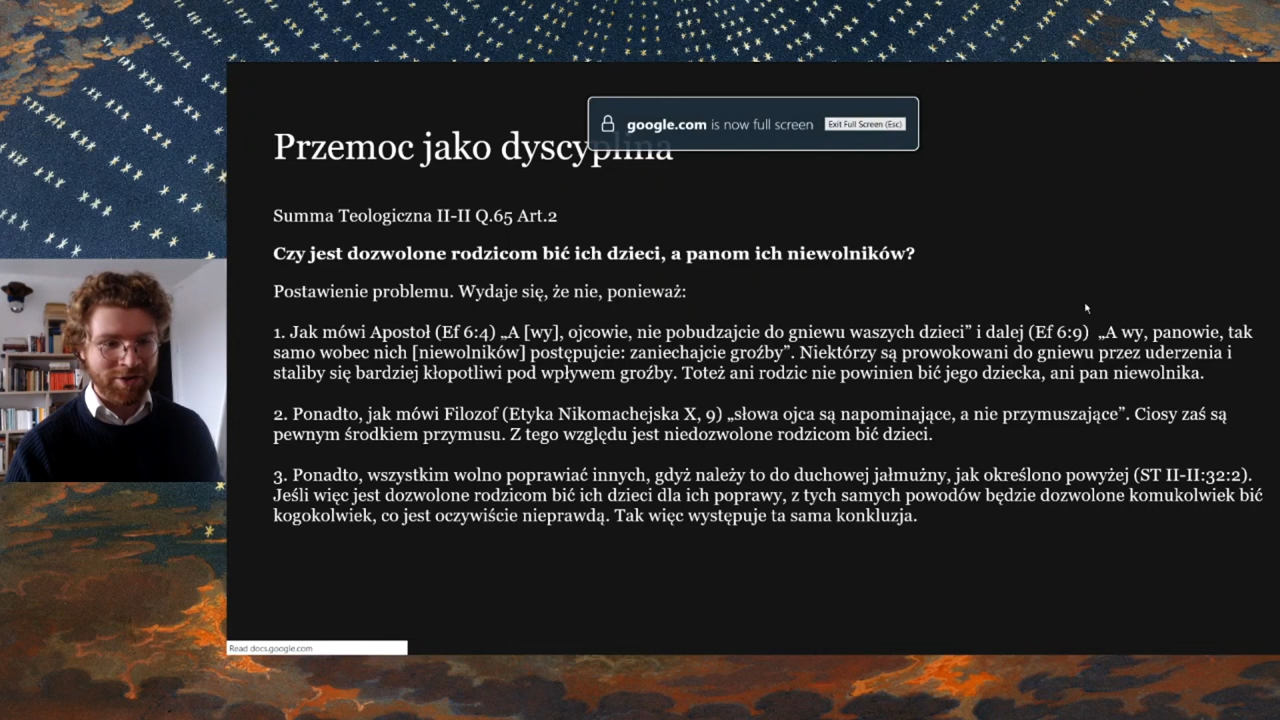 google.com is now full screen Exit Full Screen (Esc)
Przemoc jako dyscyplina
Summa Teologiczna II-II Q.65 Art.2
Czy jest dozwolone rodzicom bić ich dzieci, a panom ich niewolników?
Postawienie problemu. Wydaje się, że nie, ponieważ:
1. Jak mówi Apostoł (Ef 6:4) „A [wy], ojcowie, nie pobudzajcie do gniewu waszych dzieci” i dalej (Ef 6:9) „A wy, panowie, tak
samo wobec nich [niewolników] postępujcie: zaniechajcie groźby”. Niektórzy są prowokowani do gniewu przez uderzenia i
staliby się bardziej kłopotliwi pod wpływem groźby. Toteż ani rodzic nie powinien bić jego dziecka, ani pan niewolnika.
2. Ponadto, jak mówi Filozof (Etyka Nikomachejska X, 9) „słowa ojca są napominające, a nie przymuszające”. Ciosy zaś są
pewnym środkiem przymusu. Z tego względu jest niedozwolone rodzicom bić dzieci.
3. Ponadto, wszystkim wolno poprawiać innych, gdyż należy to do duchowej jałmużny, jak określono powyżej (ST II-II:32:2).
Jeśli więc jest dozwolone rodzicom bić ich dzieci dla ich poprawy, z tych samych powodów będzie dozwolone komukolwiek bić
kogokolwiek, co jest oczywiście nieprawdą. Tak więc występuje ta sama konkluzja.
Read docs.google.com